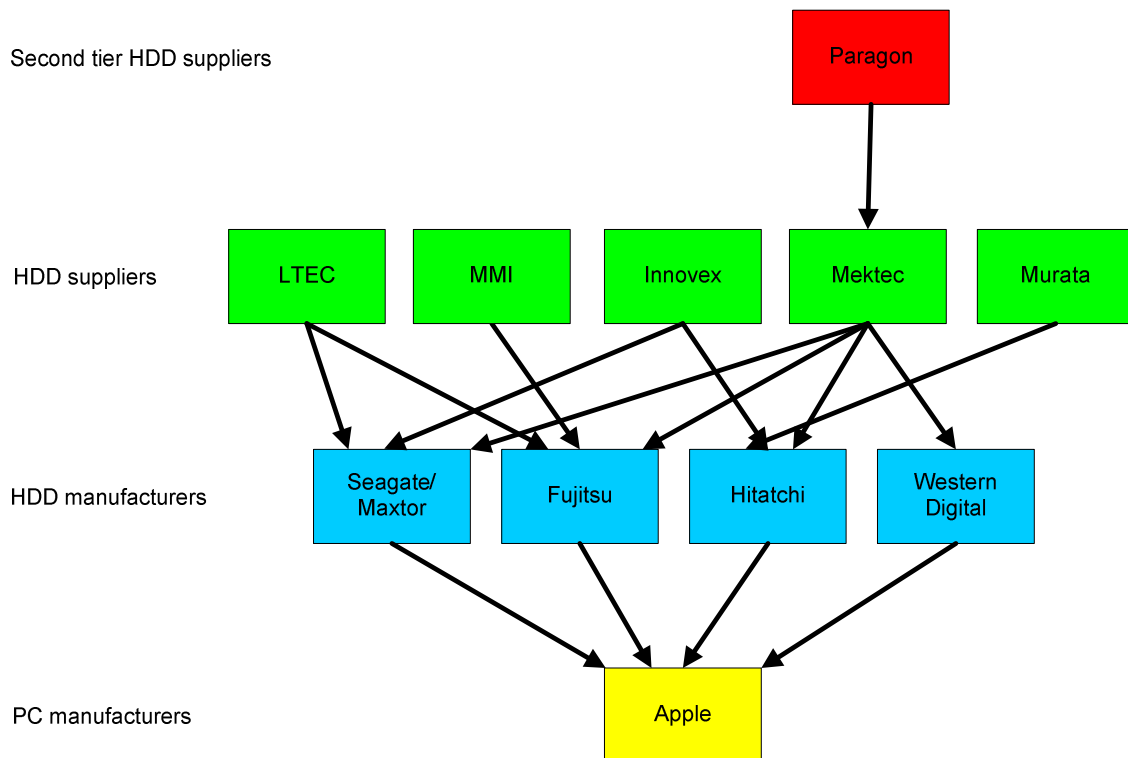 Second tier HDD suppliers
Paragon
HDD suppliers
LTEC
MMI
Innovex
Mektec
Murata
HDD manufacturers
Seagate/
Maxtor
Fujitsu
Hitatchi
Western
Digital
PC manufacturers
Apple